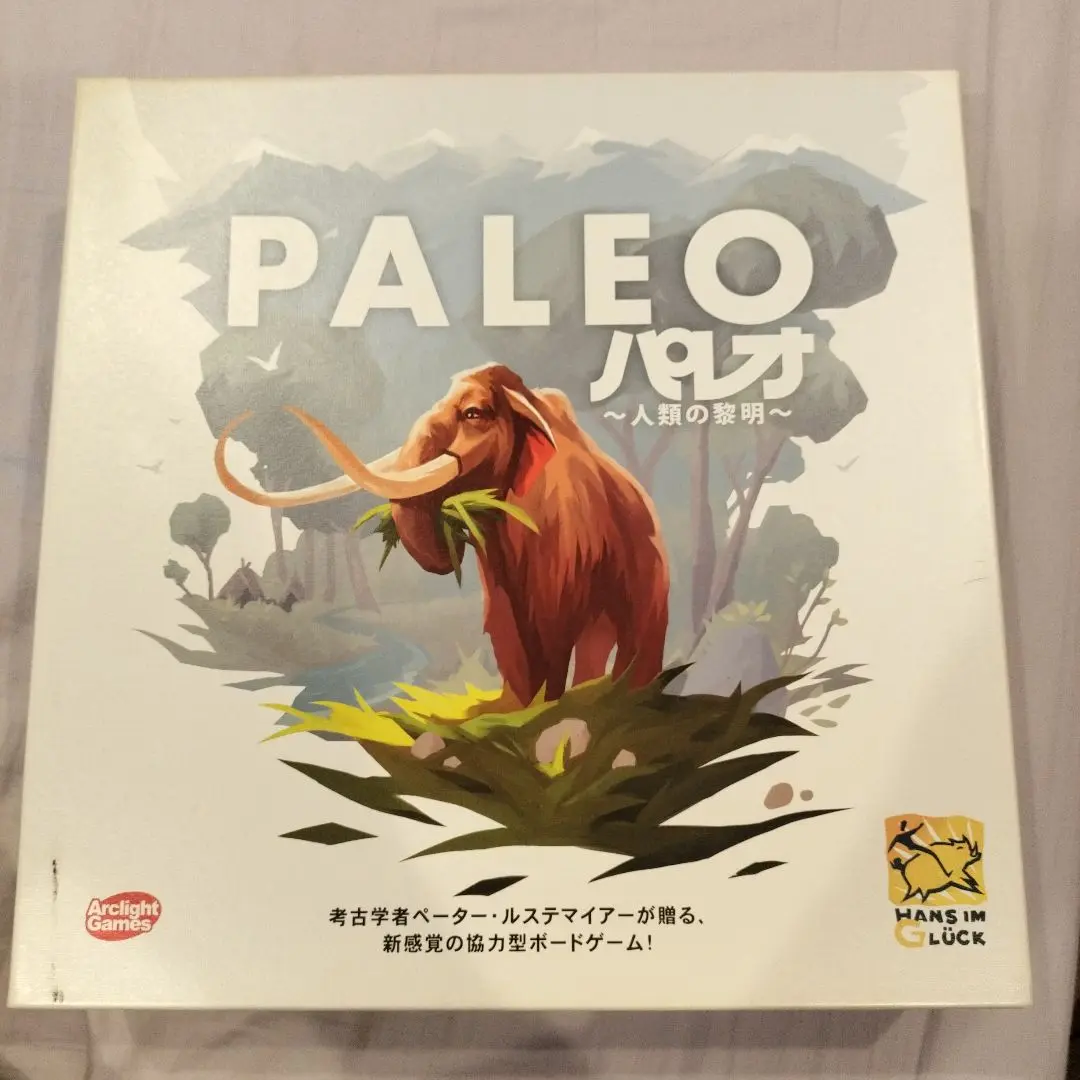 PALEO
パレオ
～人類の黎明～
考古学者ペーター・ルステマイアーが贈る、
新感覚の協力型ボードゲーム!
Arclight
Games
HANS IM
GLÜCK